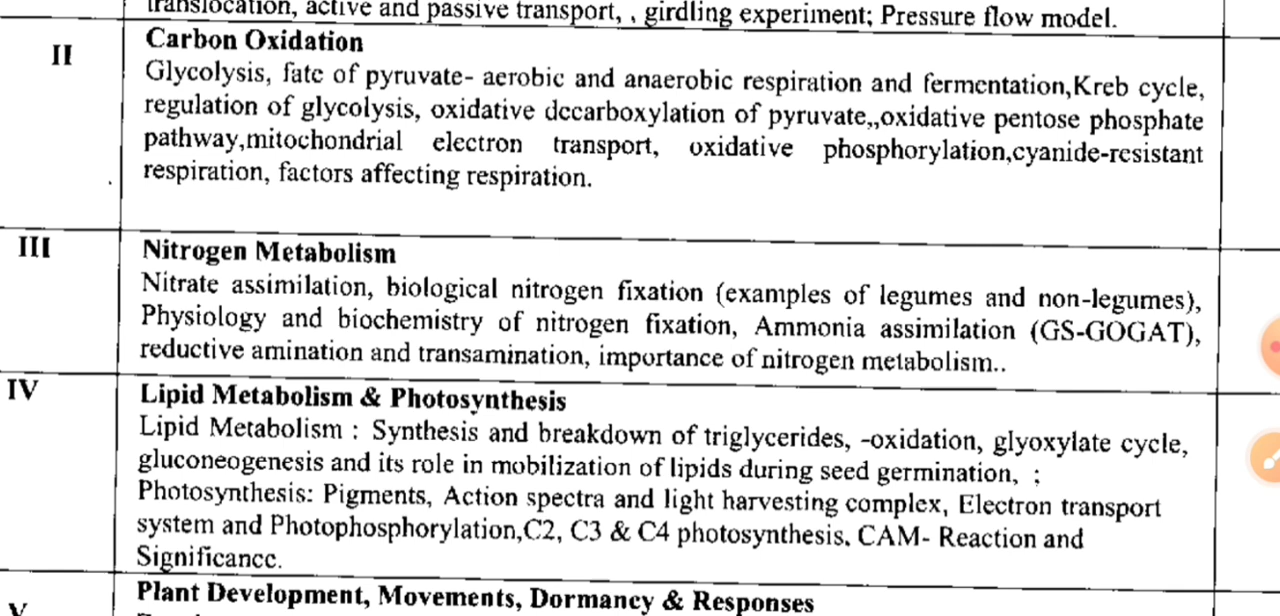 translocation, active and passive transport, , girdling experiment; Pressure flow model.
II
Carbon Oxidation
Glycolysis, fate of pyruvate- aerobic and anaerobic respiration and fermentation,Kreb cycle,
regulation of glycolysis, oxidative decarboxylation of pyruvate,,oxidative pentose phosphate
pathway,mitochondrial electron transport, oxidative phosphorylation,cyanide-resistant
respiration, factors affecting respiration.
III
Nitrogen Metabolism
Nitrate assimilation, biological nitrogen fixation (examples of legumes and non-legumes),
Physiology and biochemistry of nitrogen fixation, Ammonia assimilation (GS-GOGAT),
reductive amination and transamination, importance of nitrogen metabolism..
IV
Lipid Metabolism & Photosynthesis
Lipid Metabolism : Synthesis and breakdown of triglycerides, -oxidation, glyoxylate cycle,
gluconeogenesis and its role in mobilization of lipids during seed germination, ;
Photosynthesis: Pigments, Action spectra and light harvesting complex, Electron transport
system and Photophosphorylation,C2, C3 & C4 photosynthesis. CAM- Reaction and
Significance.
V
Plant Development, Movements, Dormancy & Responses